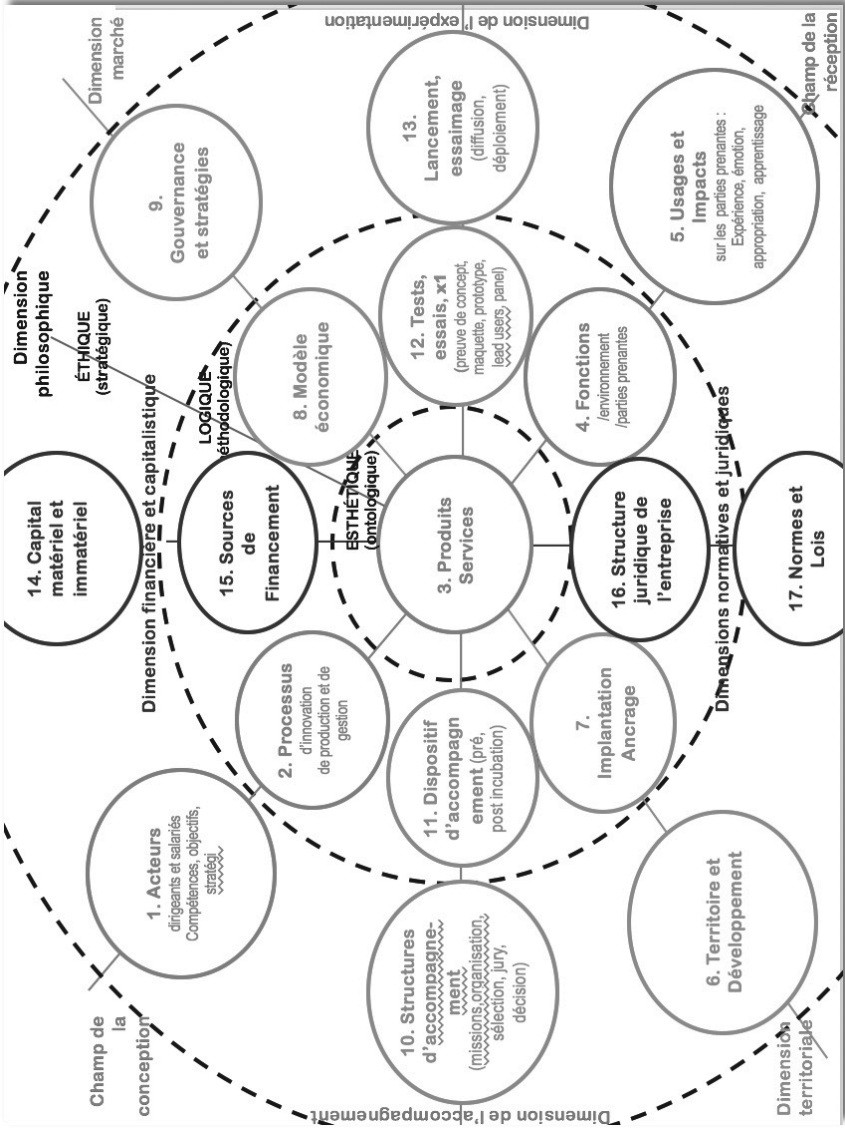 Champ de
la
conception
1. Acteurs
dirigeants et salariés
Compétences, objectifs,
stratégi
Dimension financière et capitalistique
14. Capital
matériel et
immatériel
Dimension
philosophique
ÉTHIQUE
(stratégique)
Dimension
marché
9.
Gouvernance
et stratégies
2. Processus
d'innovation
de production et de
gestion
15. Sources
de
Financement
LOGIQUE
éthodologique)
8. Modèle
économique
ESTHÉTIQUE
(ontologique)
Dimension de l'accompagnement
10. Structures
d'accompagne-
ment
(missions,organisation,
sélection, jury,
décision)
11. Dispositif
d'accompagn
ement (pré,
post incubation)
3. Produits
Services
12. Tests,
essais, x1
(preuve de concept,
maquette, prototype,
lead users, panel)
13.
Lancement,
essaimage
(diffusion,
déploiement)
Dimension de l'expérimentation
7.
Implantation
Ancrage
16. Structure
juridique de
l'entreprise
4. Fonctions
/environnement
/parties prenantes
6. Territoire et
Développement
Dimensions normatives et juridiques
5. Usages et
Impacts
sur les parties prenantes :
Expérience, émotion,
appropriation, apprentissage
Dimension
territoriale
17. Normes et
Lois
Champ de la
réception